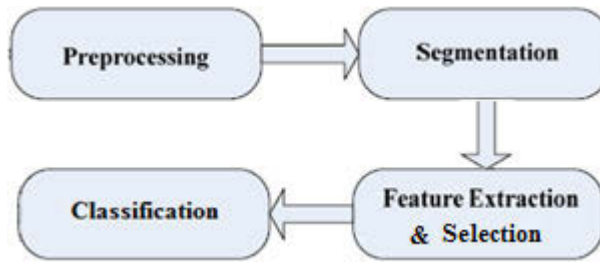 Preprocessing
Segmentation
Feature Extraction
& Selection
Classification